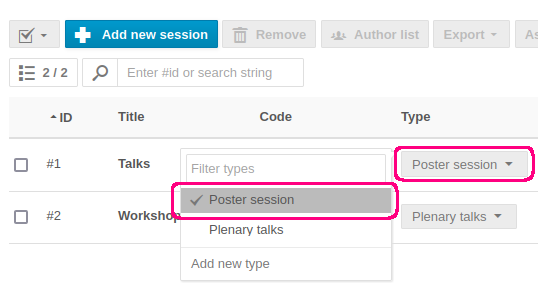 Add new session Remove Author list Export As
2 / 2 Enter #id or search string
ID Title Code Type
#1 Talks Poster session
Filter types
Poster session
#2 Workshop Plenary talks
Plenary talks
Add new type